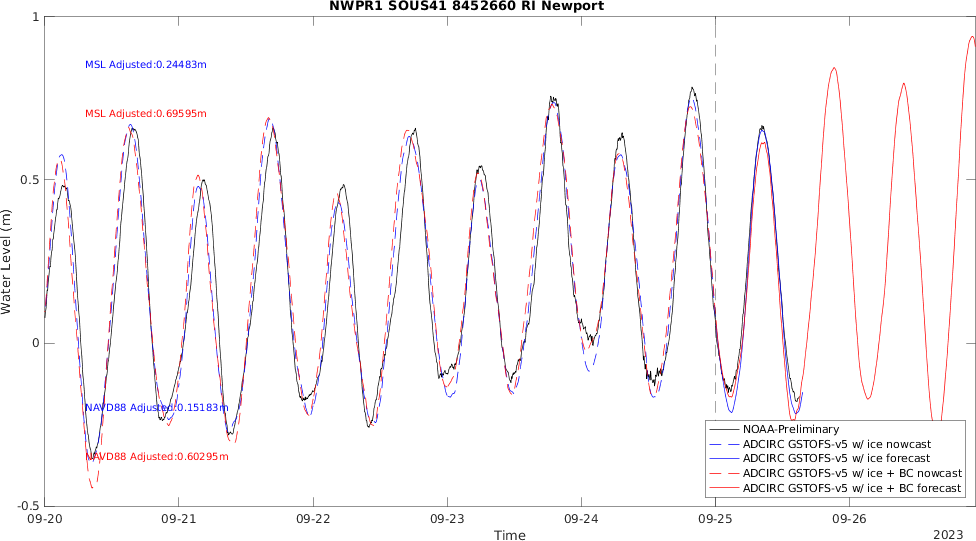 NWPR1 SOUS41 8452660 RI Newport
1
MSL Adjusted:0.24483m
MSL Adjusted:0.69595m
0.5
Water Level (m)
0
NAVD88 Adjusted:0.15183m
NAVD88 Adjusted:0.60295m
NOAA-Preliminary
ADCIRC GSTOFS-v5 w/ ice nowcast
ADCIRC GSTOFS-v5 w/ ice forecast
ADCIRC GSTOFS-v5 w/ ice + BC nowcast
ADCIRC GSTOFS-v5 w/ ice + BC forecast
-0.5
09-20 09-21 09-22 09-23 09-24 09-25 09-26
Time
2023